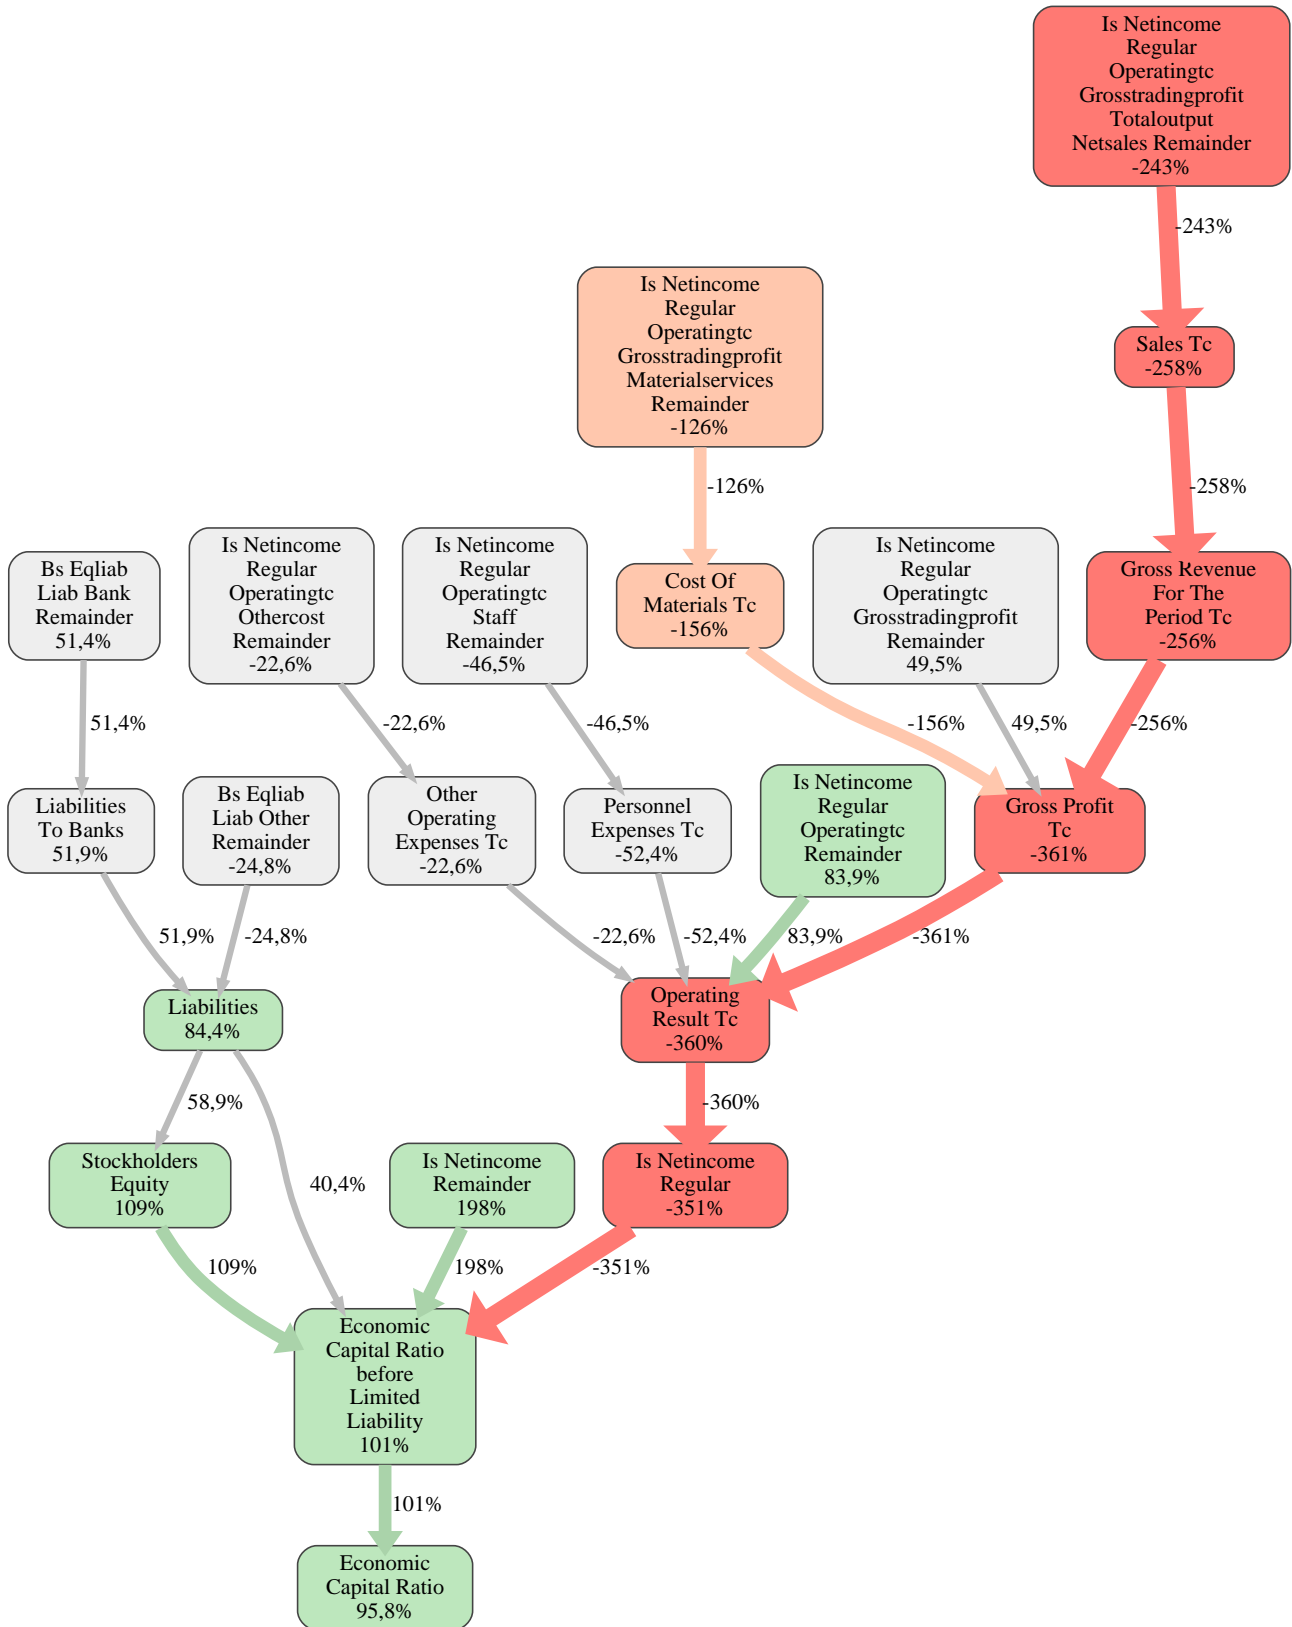 Is Netincome
Regular
Operatingtc
Grosstradingprofit
Totaloutput
Netsales Remainder
-243%
-243%
Is Netincome
Regular
Operatingtc
Grosstradingprofit
Materialservices
Remainder
-126%
Sales Tc
-258%
-126%
-258%
Bs Eqliab
Liab Bank
Remainder
51,4%
Is Netincome
Regular
Operatingtc
Othercost
Remainder
-22,6%
Is Netincome
Regular
Operatingtc
Staff
Remainder
-46,5%
Cost Of
Materials Tc
-156%
Is Netincome
Regular
Operatingtc
Grosstradingprofit
Remainder
49,5%
Gross Revenue
For The
Period Tc
-256%
51,4%
-22,6%
-46,5%
-156%
49,5%
-256%
Liabilities
To Banks
51,9%
Bs Eqliab
Liab Other
Remainder
-24,8%
Other
Operating
Expenses Tc
-22,6%
Personnel
Expenses Tc
-52,4%
Is Netincome
Regular
Operatingtc
Remainder
83,9%
Gross Profit
Tc
-361%
51,9%
-24,8%
-22,6%
-52,4%
83,9%
-361%
Liabilities
84,4%
Operating
Result Tc
-360%
58,9%
-360%
Stockholders
Equity
109%
40,4%
Is Netincome
Remainder
198%
Is Netincome
Regular
-351%
109%
198%
-351%
Economic
Capital Ratio
before
Limited
Liability
101%
101%
Economic
Capital Ratio
95,8%